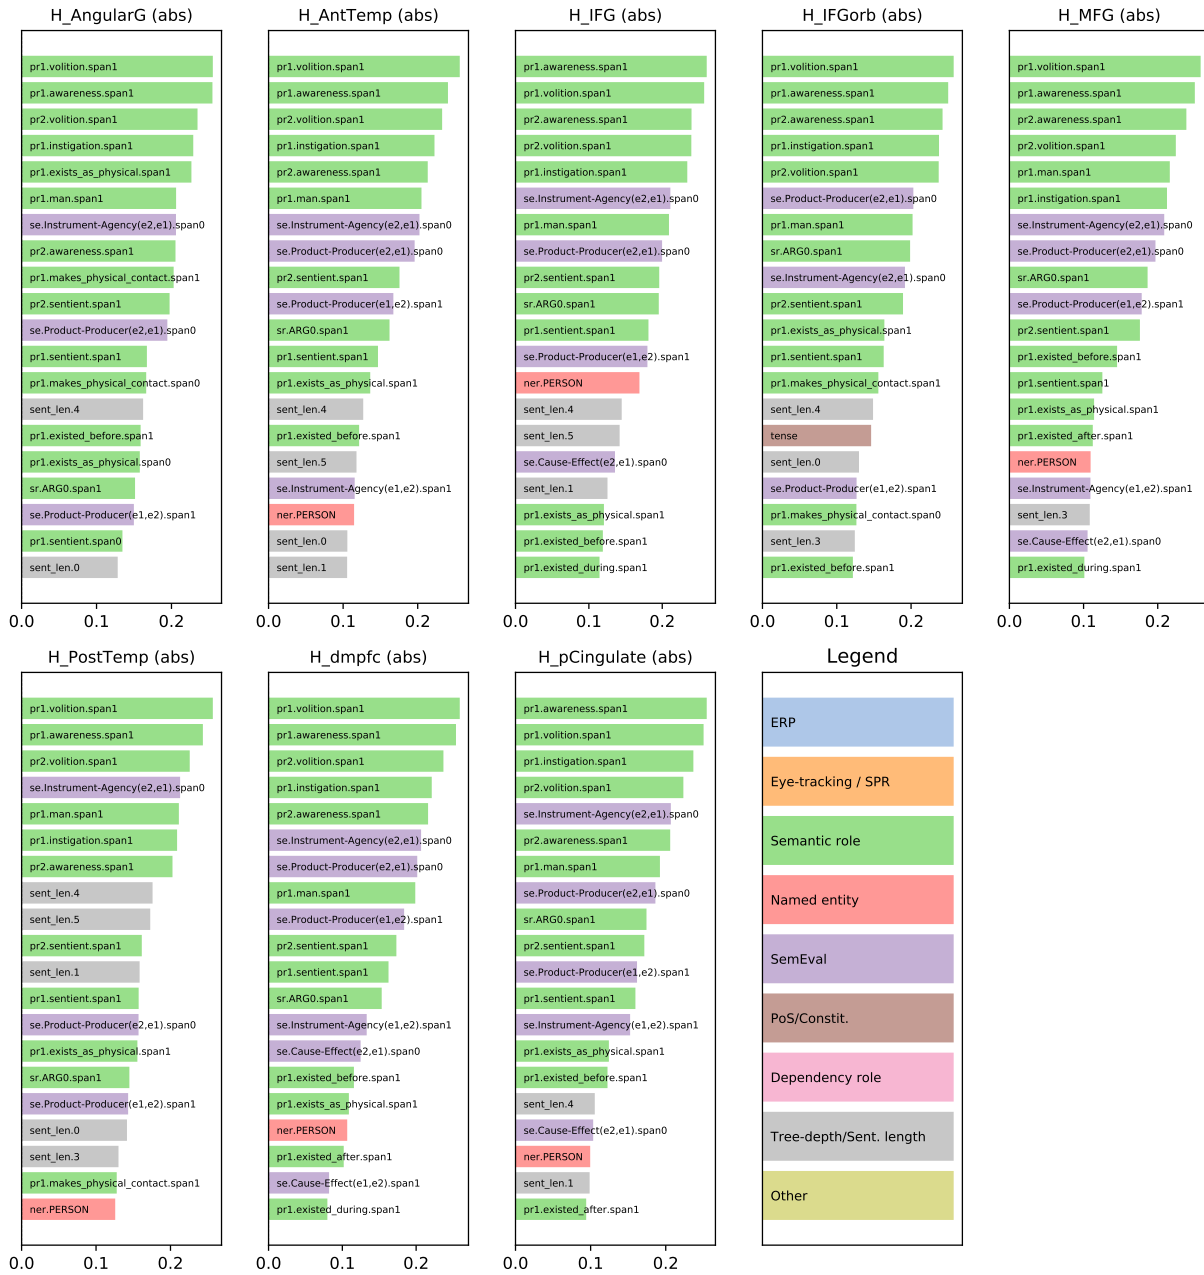 H_AngularG (abs)
pr1.volition.span1
pr1.awareness.span1
pr2.volition.span1
pr1.instigation.span1
pr1.exists_as_physical.span1
pr1.man.span1
se.Instrument-Agency(e2,e1).span0
pr2.awareness.span1
pr1.makes_physical_contact.span1
pr2.sentient.span1
se.Product-Producer(e2,e1).span0
pr1.sentient.span1
pr1.makes_physical_contact.span0
sent_len.4
pr1.existed_before.span1
pr1.exists_as_physical.span0
sr.ARG0.span1
se.Product-Producer(e1,e2).span1
pr1.sentient.span0
sent_len.0
0.0 0.1 0.2
H_AntTemp (abs)
pr1.volition.span1
pr1.awareness.span1
pr2.volition.span1
pr1.instigation.span1
pr2.awareness.span1
pr1.man.span1
se.Instrument-Agency(e2,e1).span0
se.Product-Producer(e2,e1).span0
pr2.sentient.span1
se.Product-Producer(e1,e2).span1
sr.ARG0.span1
pr1.sentient.span1
pr1.exists_as_physical.span1
sent_len.4
pr1.existed_before.span1
sent_len.5
se.Instrument-Agency(e1,e2).span1
ner.PERSON
sent_len.0
sent_len.1
0.0 0.1 0.2
H_IFG (abs)
pr1.awareness.span1
pr1.volition.span1
pr2.awareness.span1
pr2.volition.span1
pr1.instigation.span1
se.Instrument-Agency(e2,e1).span0
pr1.man.span1
se.Product-Producer(e2,e1).span0
pr2.sentient.span1
sr.ARG0.span1
pr1.sentient.span1
se.Product-Producer(e1,e2).span1
ner.PERSON
sent_len.4
sent_len.5
se.Cause-Effect(e2,e1).span0
sent_len.1
pr1.exists_as_physical.span1
pr1.existed_before.span1
pr1.existed_during.span1
0.0 0.1 0.2
H_IFGorb (abs)
pr1.volition.span1
pr1.awareness.span1
pr2.awareness.span1
pr1.instigation.span1
pr2.volition.span1
se.Product-Producer(e2,e1).span0
pr1.man.span1
sr.ARG0.span1
se.Instrument-Agency(e2,e1).span0
pr2.sentient.span1
pr1.exists_as_physical.span1
pr1.sentient.span1
pr1.makes_physical_contact.span1
sent_len.4
tense
sent_len.0
se.Product-Producer(e1,e2).span1
pr1.makes_physical_contact.span0
sent_len.3
pr1.existed_before.span1
0.0 0.1 0.2
H_MFG (abs)
pr1.volition.span1
pr1.awareness.span1
pr2.awareness.span1
pr2.volition.span1
pr1.man.span1
pr1.instigation.span1
se.Instrument-Agency(e2,e1).span0
se.Product-Producer(e2,e1).span0
sr.ARG0.span1
se.Product-Producer(e1,e2).span1
pr2.sentient.span1
pr1.existed_before.span1
pr1.sentient.span1
pr1.exists_as_physical.span1
pr1.existed_after.span1
ner.PERSON
se.Instrument-Agency(e1,e2).span1
sent_len.3
se.Cause-Effect(e2,e1).span0
pr1.existed_during.span1
0.0 0.1 0.2
H_PostTemp (abs)
pr1.volition.span1
pr1.awareness.span1
pr2.volition.span1
se.Instrument-Agency(e2,e1).span0
pr1.man.span1
pr1.instigation.span1
pr2.awareness.span1
sent_len.4
sent_len.5
pr2.sentient.span1
sent_len.1
pr1.sentient.span1
se.Product-Producer(e2,e1).span0
pr1.exists_as_physical.span1
sr.ARG0.span1
se.Product-Producer(e1,e2).span1
sent_len.0
sent_len.3
pr1.makes_physical_contact.span1
ner.PERSON
0.0 0.1 0.2
H_dmpfc (abs)
pr1.volition.span1
pr1.awareness.span1
pr2.volition.span1
pr1.instigation.span1
pr2.awareness.span1
se.Instrument-Agency(e2,e1).span0
se.Product-Producer(e2,e1).span0
pr1.man.span1
se.Product-Producer(e1,e2).span1
pr2.sentient.span1
pr1.sentient.span1
sr.ARG0.span1
se.Instrument-Agency(e1,e2).span1
se.Cause-Effect(e2,e1).span0
pr1.existed_before.span1
pr1.exists_as_physical.span1
ner.PERSON
pr1.existed_after.span1
se.Cause-Effect(e1,e2).span1
pr1.existed_during.span1
0.0 0.1 0.2
H_pCingulate (abs)
pr1.awareness.span1
pr1.volition.span1
pr1.instigation.span1
pr2.volition.span1
se.Instrument-Agency(e2,e1).span0
pr2.awareness.span1
pr1.man.span1
se.Product-Producer(e2,e1).span0
sr.ARG0.span1
pr2.sentient.span1
se.Product-Producer(e1,e2).span1
pr1.sentient.span1
se.Instrument-Agency(e1,e2).span1
pr1.exists_as_physical.span1
pr1.existed_before.span1
sent_len.4
se.Cause-Effect(e2,e1).span0
ner.PERSON
sent_len.1
pr1.existed_after.span1
0.0 0.1 0.2
Legend
ERP
Eye-tracking / SPR
Semantic role
Named entity
SemEval
PoS/Constit.
Dependency role
Tree-depth/Sent. length
Other